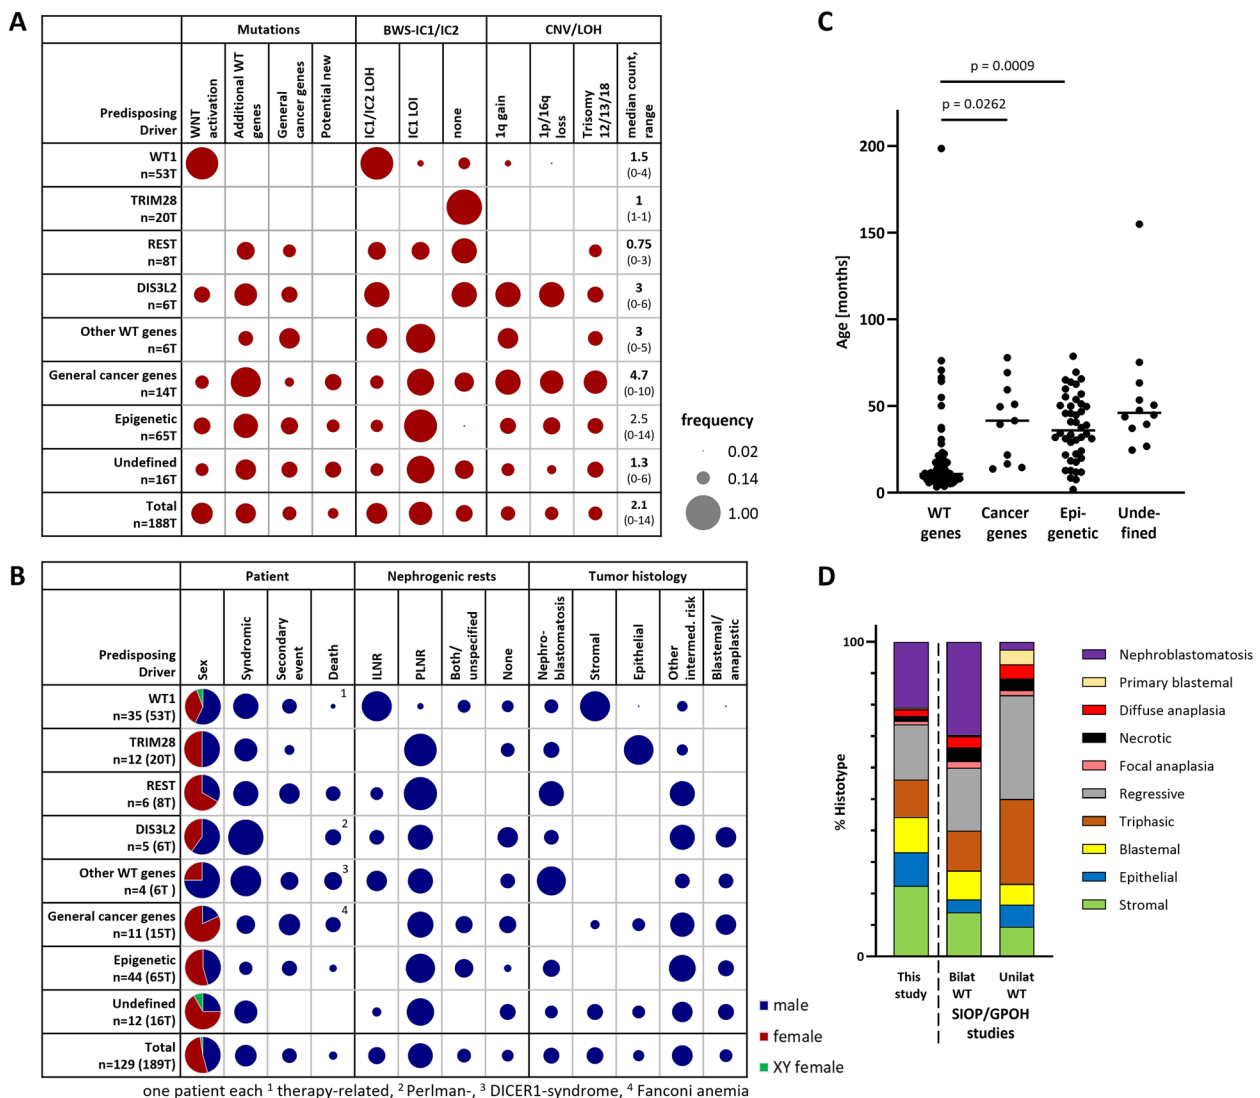 A
Mutations BWS-IC1/IC2 CNV/LOH
Predisposing
Driver
WNT
activation
Additional WT
genes
General
cancer genes
Potential new
IC1/IC2 LOH
IC1 LOI
none
1q gain
1p/16q
loss
Trisomy
12/13/18
median count,
range
WT1
n=53T
1.5
(0-4)
TRIM28
n=20T
1
(1-1)
REST
n=8T
0.75
(0-3)
DIS3L2
n=6T
3
(0-6)
Other WT genes
n=6T
3
(0-5)
General cancer genes
n=14T
4.7
(0-10)
Epigenetic
n=65T
2.5
(0-14)
Undefined
n=16T
1.3
(0-6)
Total
n=188T
2.1
(0-14)
frequency
0.02
0.14
1.00
B
Patient Nephrogenic rests Tumor histology
Predisposing
Driver
Sex
Syndromic
Secondary
event
Death
ILNR
PLNR
Both/
unspecified
None
Nephro-
blastomatosis
Stromal
Epithelial
Other
intermed. risk
Blastemal/
anaplastic
WT1
n=35 (53T)
1
TRIM28
n=12 (20T)
REST
n=6 (8T)
DIS3L2
n=5 (6T)
2
Other WT genes
n=4 (6T )
3
General cancer genes
n=11 (15T)
4
Epigenetic
n=44 (65T)
Undefined
n=12 (16T)
Total
n=129 (189T)
male
female
XY female
one patient each 1 therapy-related, 2 Perlman-, 3 DICER1-syndrome, 4 Fanconi anemia
C
p = 0.0009
p = 0.0262
Age [months]
200
150
100
50
0
WT
genes
Cancer
genes
Epi-
genetic
Unde-
fined
D
% Histotype
100
0
This
study
Bilat
WT
Unilat
WT
SIOP/GPOH
studies
Nephroblastomatosis
Primary blastemal
Diffuse anaplasia
Necrotic
Focal anaplasia
Regressive
Triphasic
Blastemal
Epithelial
Stromal